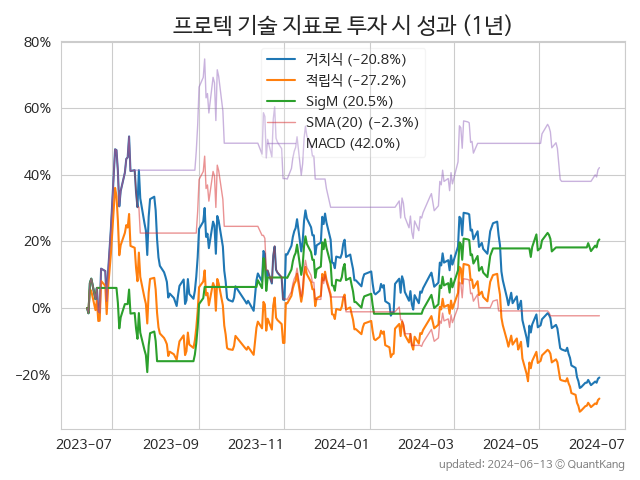 프로텍 기술 지표로 투자 시 성과 (1년)
80%
60%
40%
20%
0%
−20%
거치식 (−20.8%)
적립식 (−27.2%)
SigM (20.5%)
SMA(20) (−2.3%)
MACD (42.0%)
2023-07
2023-09
2023-11
2024-01
2024-03
2024-05
2024-07
updated: 2024-06-13 ⓒ QuantKang